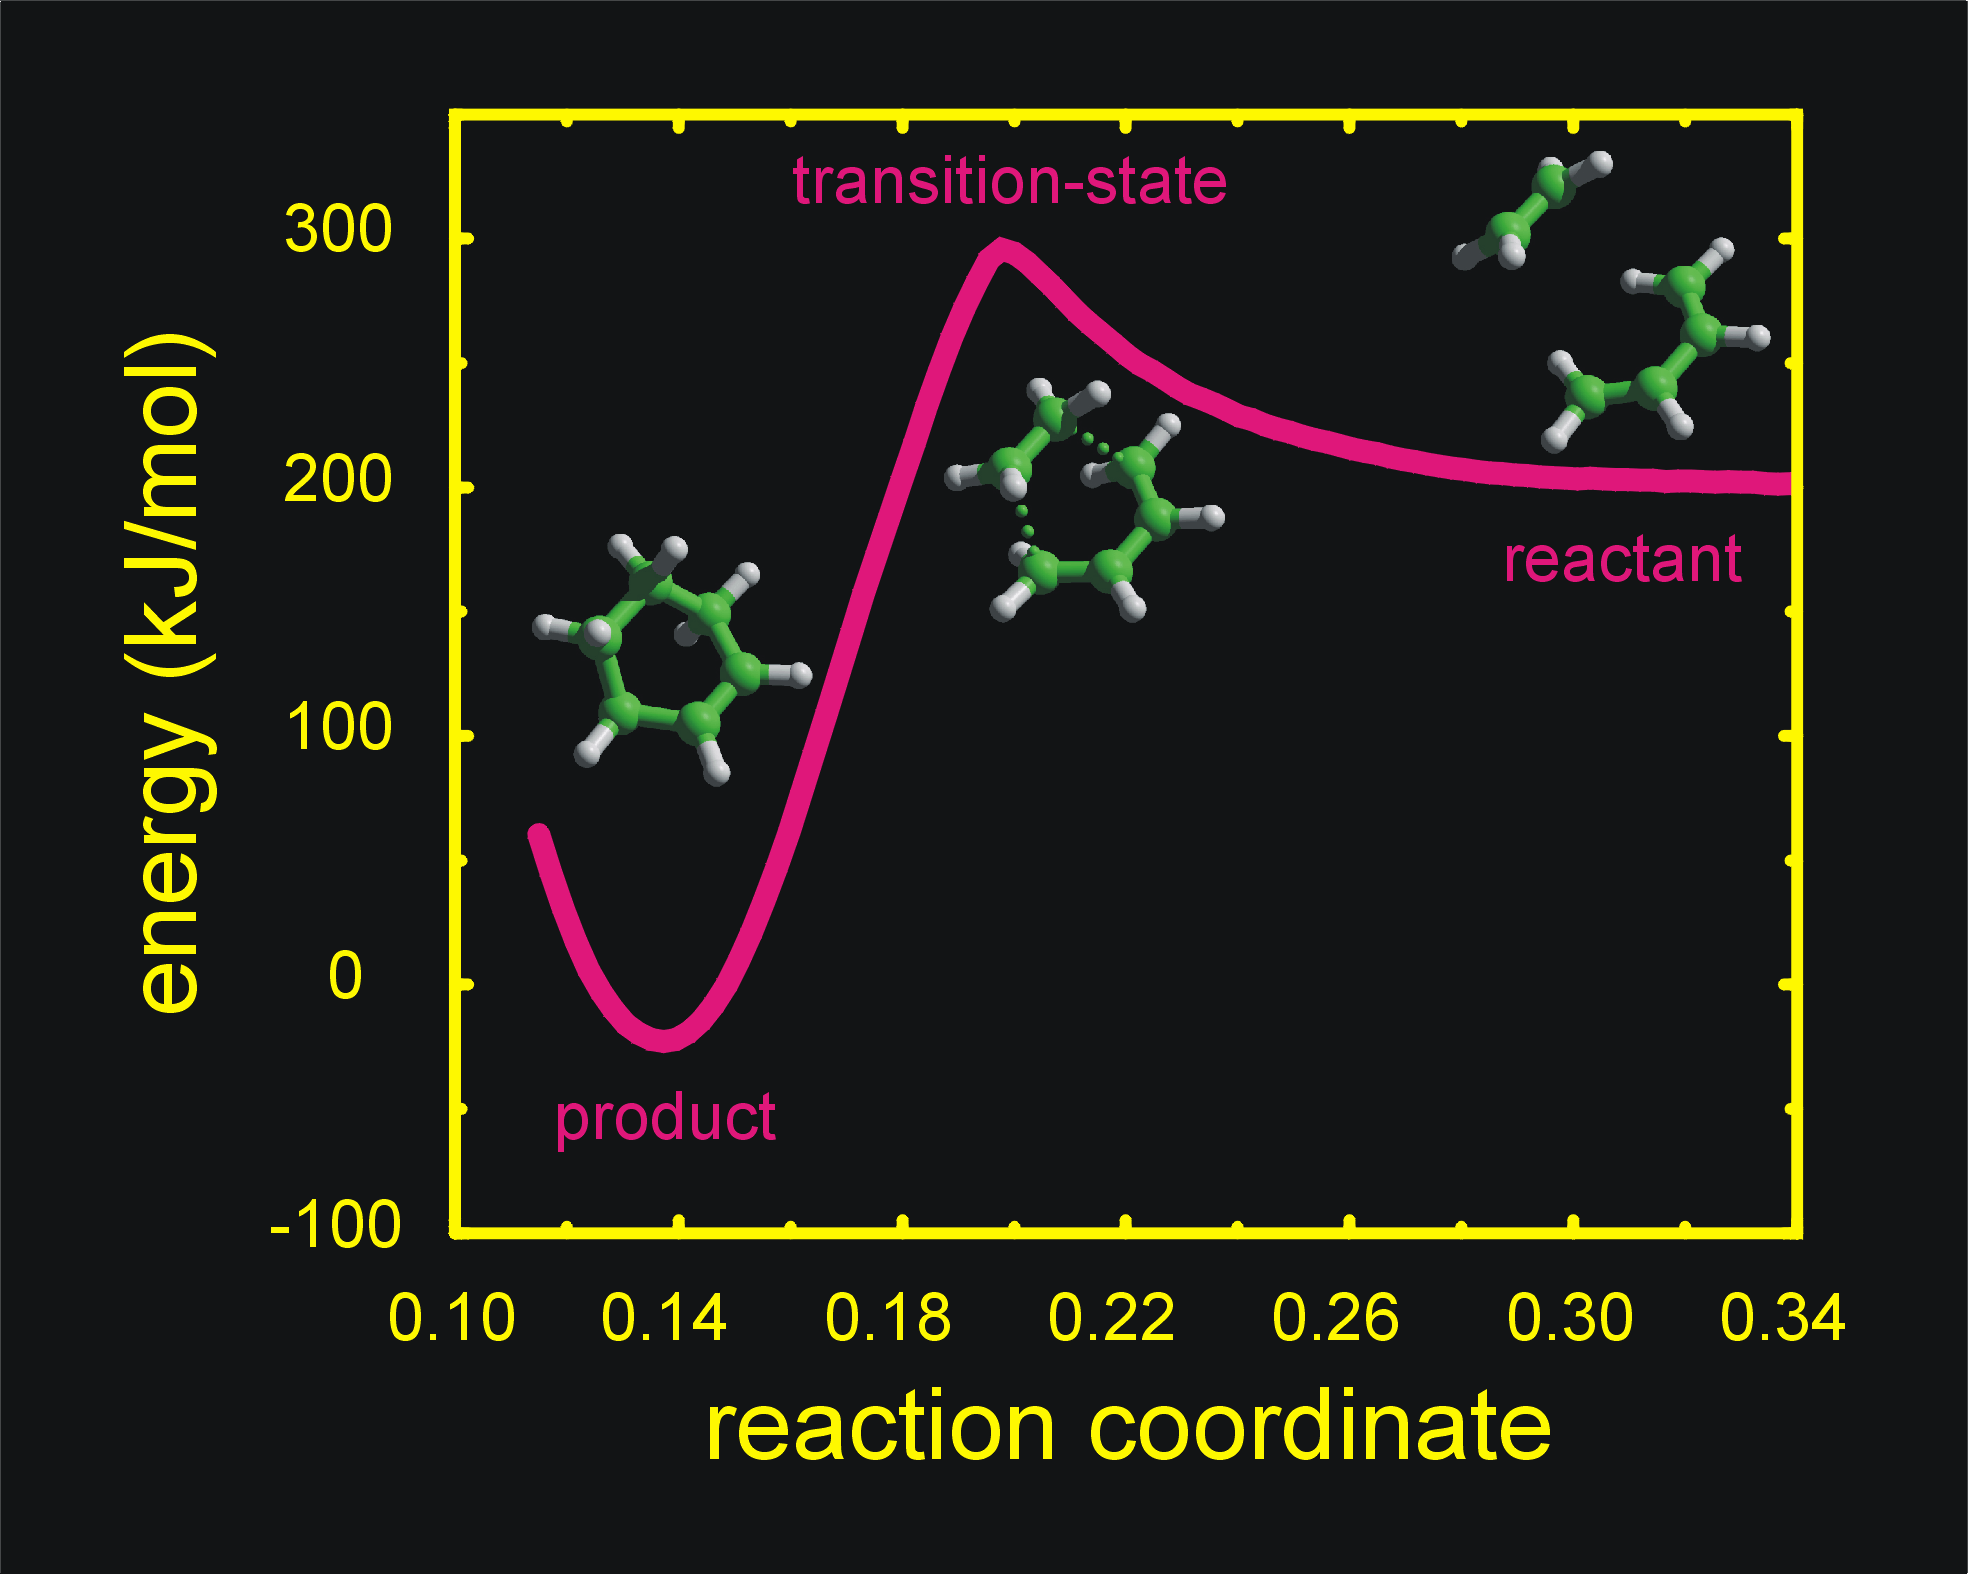 transition-state
300
200
reactant
100
0
product
-100
energy (kJ/mol)
0.10 0.14 0.18 0.22 0.26 0.30 0.34
reaction coordinate